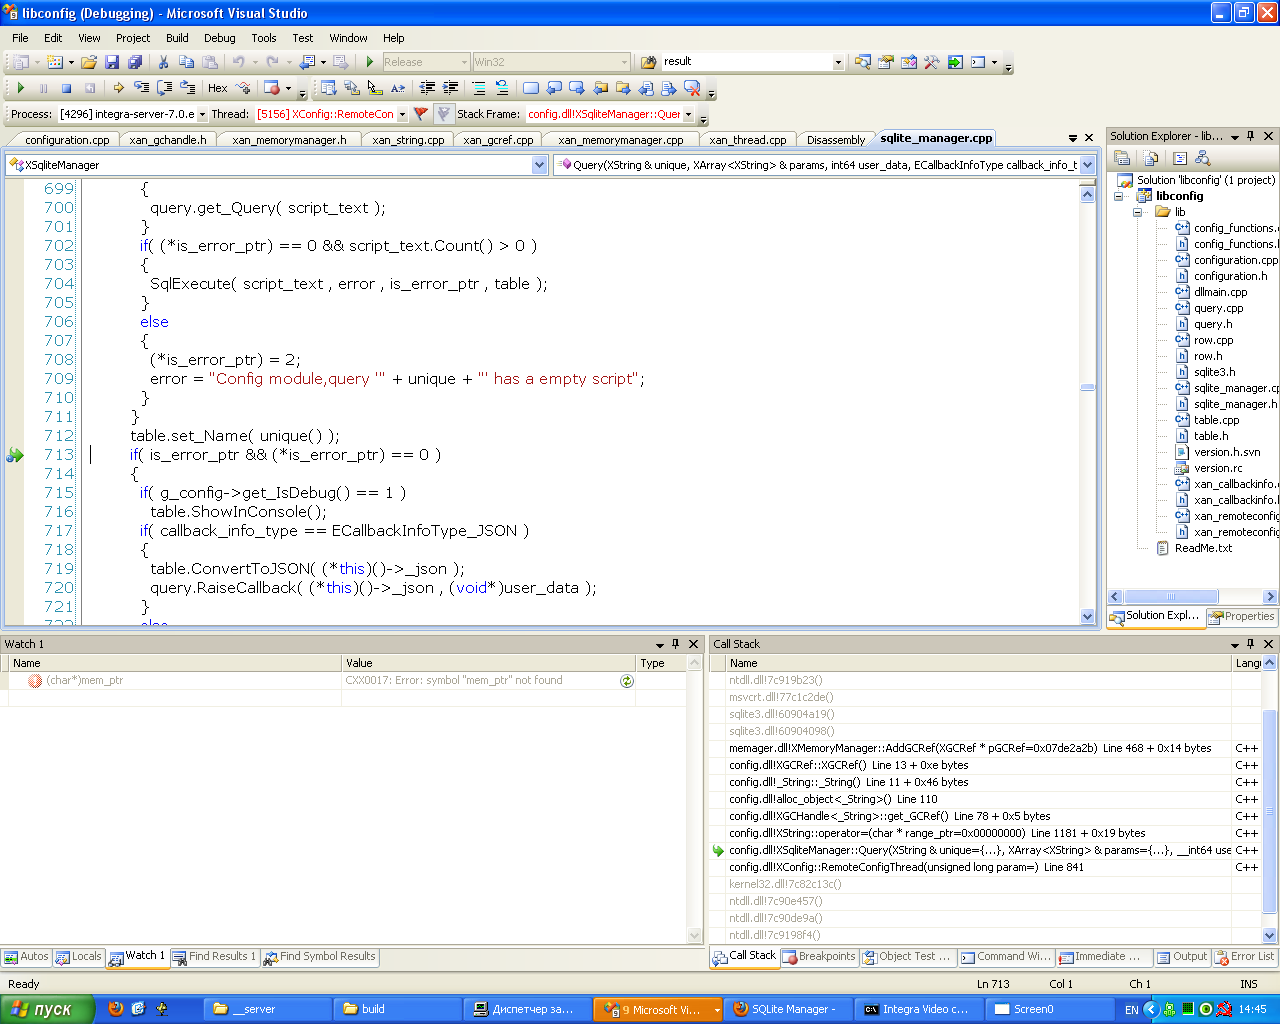 libconfig (Debugging) - Microsoft Visual Studio
File Edit View Project Build Debug Tools Test Window Help
Release Win32 result
Hex
Process: [4296] integra-server-7.0.e Thread: [5156] XConfig::RemoteCon Stack Frame: config.dll!XSqliteManager::Quer
configuration.cpp xan_gchandle.h xan_memorymanager.h xan_string.cpp xan_gcref.cpp xan_memorymanager.cpp xan_thread.cpp Disassembly sqlite_manager.cpp
XSqliteManager Query(XString & unique, XArray<XString> & params, int64 user_data, ECallbackInfoType callback_info_t
699 {
700 query.get_Query( script_text );
701 }
702 if( (*is_error_ptr) == 0 && script_text.Count() > 0 )
703 {
704 SqlExecute( script_text , error , is_error_ptr , table );
705 }
706 else
707 {
708 (*is_error_ptr) = 2;
709 error = "Config module,query '" + unique + "' has a empty script";
710 }
711 }
712 table.set_Name( unique() );
713 if( is_error_ptr && (*is_error_ptr) == 0 )
714 {
715 if( g_config->get_IsDebug() == 1 )
716 table.ShowInConsole();
717 if( callback_info_type == ECallbackInfoType_JSON )
718 {
719 table.ConvertToJSON( (*this)()->_json );
720 query.RaiseCallback( (*this)()->_json , (void*)user_data );
721 }
722 else
Solution Explorer - lib...
Solution 'libconfig' (1 project)
libconfig
lib
config_functions.c
config_functions.h
configuration.cpp
configuration.h
dllmain.cpp
query.cpp
query.h
row.cpp
row.h
sqlite3.h
sqlite_manager.cp
sqlite_manager.h
table.cpp
table.h
version.h.svn
version.rc
xan_callbackinfo.c
xan_callbackinfo.h
xan_remoteconfig
xan_remoteconfig
ReadMe.txt
Solution Expl... Properties
Watch 1
Name Value Type
(char*)mem_ptr CXX0017: Error: symbol "mem_ptr" not found
Call Stack
Name Langu
ntdll.dll!7c919b23()
msvcrt.dll!77c1c2de()
sqlite3.dll!60904a19()
sqlite3.dll!60904098()
memager.dll!XMemoryManager::AddGCRef(XGCRef * pGCRef=0x07de2a2b) Line 468 + 0x14 bytes C++
config.dll!XGCRef::XGCRef() Line 13 + 0xe bytes C++
config.dll!_String::_String() Line 11 + 0x46 bytes C++
config.dll!alloc_object<_String>() Line 110 C++
config.dll!XGCHandle<_String>::get_GCRef() Line 78 + 0x5 bytes C++
config.dll!XString::operator=(char * range_ptr=0x00000000) Line 1181 + 0x19 bytes C++
config.dll!XSqliteManager::Query(XString & unique={...}, XArray<XString> & params={...}, __int64 use C++
config.dll!XConfig::RemoteConfigThread(unsigned long param=) Line 841 C++
kernel32.dll!7c82c13c()
ntdll.dll!7c90e457()
ntdll.dll!7c90de9a()
ntdll.dll!7c9198f4()
Autos Locals Watch 1 Find Results 1 Find Symbol Results
Call Stack Breakpoints Object Test ... Command Wi... Immediate ... Output Error List
Ready Ln 713 Col 1 Ch 1 INS
пуск __server build Диспетчер за... 9 Microsoft Vi... SQLite Manager - Integra Video c... Screen0 EN 14:45